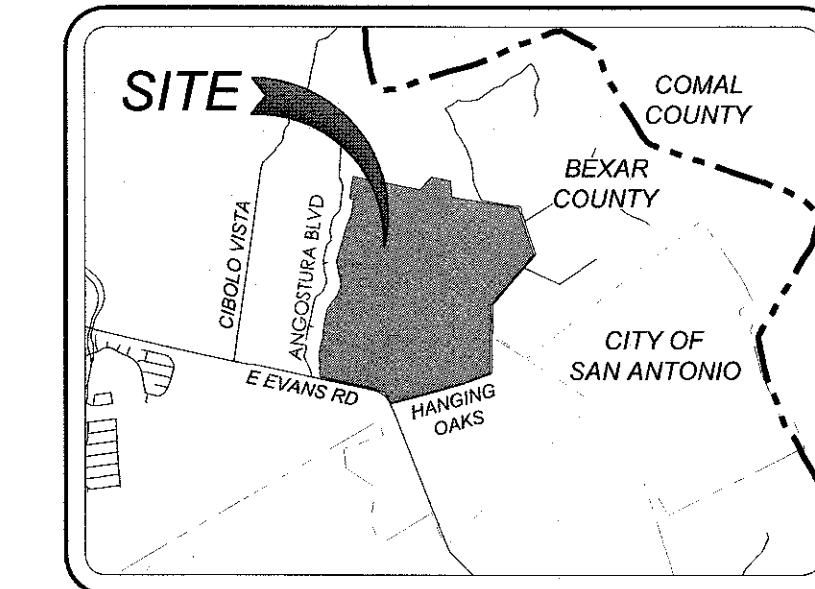 SITE
COMAL
COUNTY
BEXAR
COUNTY
CIBOLO VISTA
ANGOSTURA BLVD
CITY OF
SAN ANTONIO
E EVANS RD
HANGING
OAKS